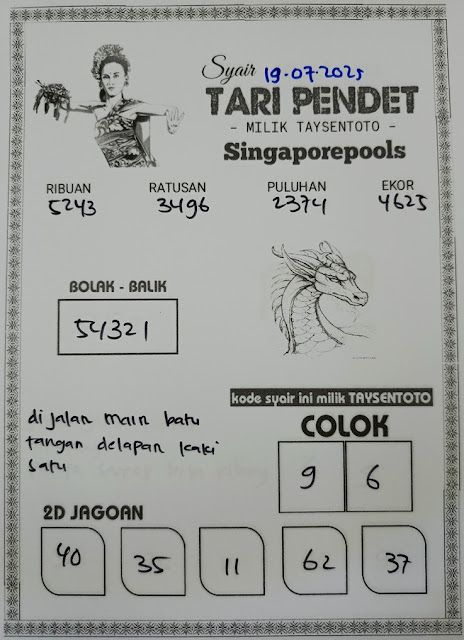 Syair 19-07-2025
TARI PENDET
- MILIK TAYSENTOTO -
Singaporepools
RIBUAN RATUSAN PULUHAN EKOR
5243 3496 2374 4625
BOLAK - BALIK
54321
kode syair ini milik TAYSENTOTO
di jalan main batu
tangan delapan kaki
satu
COLOK
9 6
2D JAGOAN
40 35 11 62 37